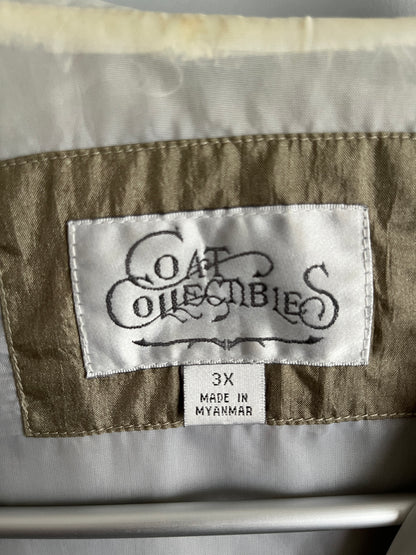 COAT
COLLECTIBLES
3X
MADE IN
MYANMAR